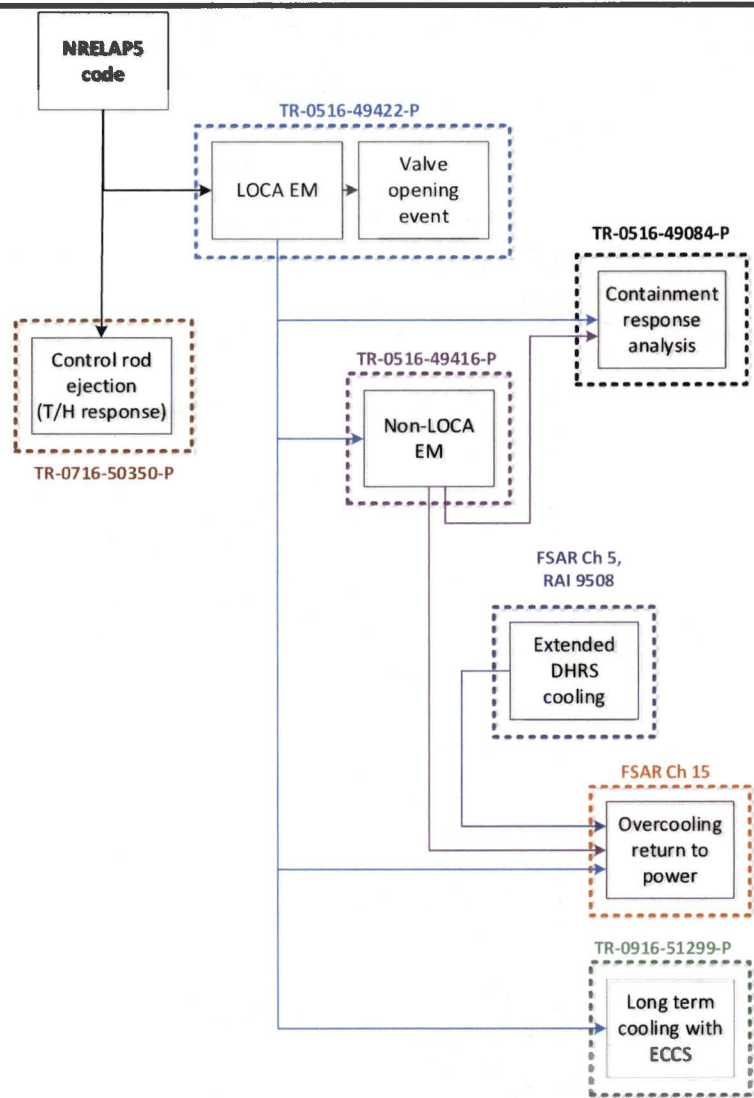 NRELAP5
code
TR-0516-49422-P
LOCA EM
Valve
opening
event
TR-0516-49084-P
Containment
response
analysis
Control rod
ejection
(T/H response)
TR-0716-50350-P
TR-0516-49416-P
Non-LOCA
EM
FSAR Ch 5,
RAI 9508
Extended
DHRS
cooling
FSAR Ch 15
Overcooling
return to
power
TR-0916-51299-P
Long term
cooling with
ECCS